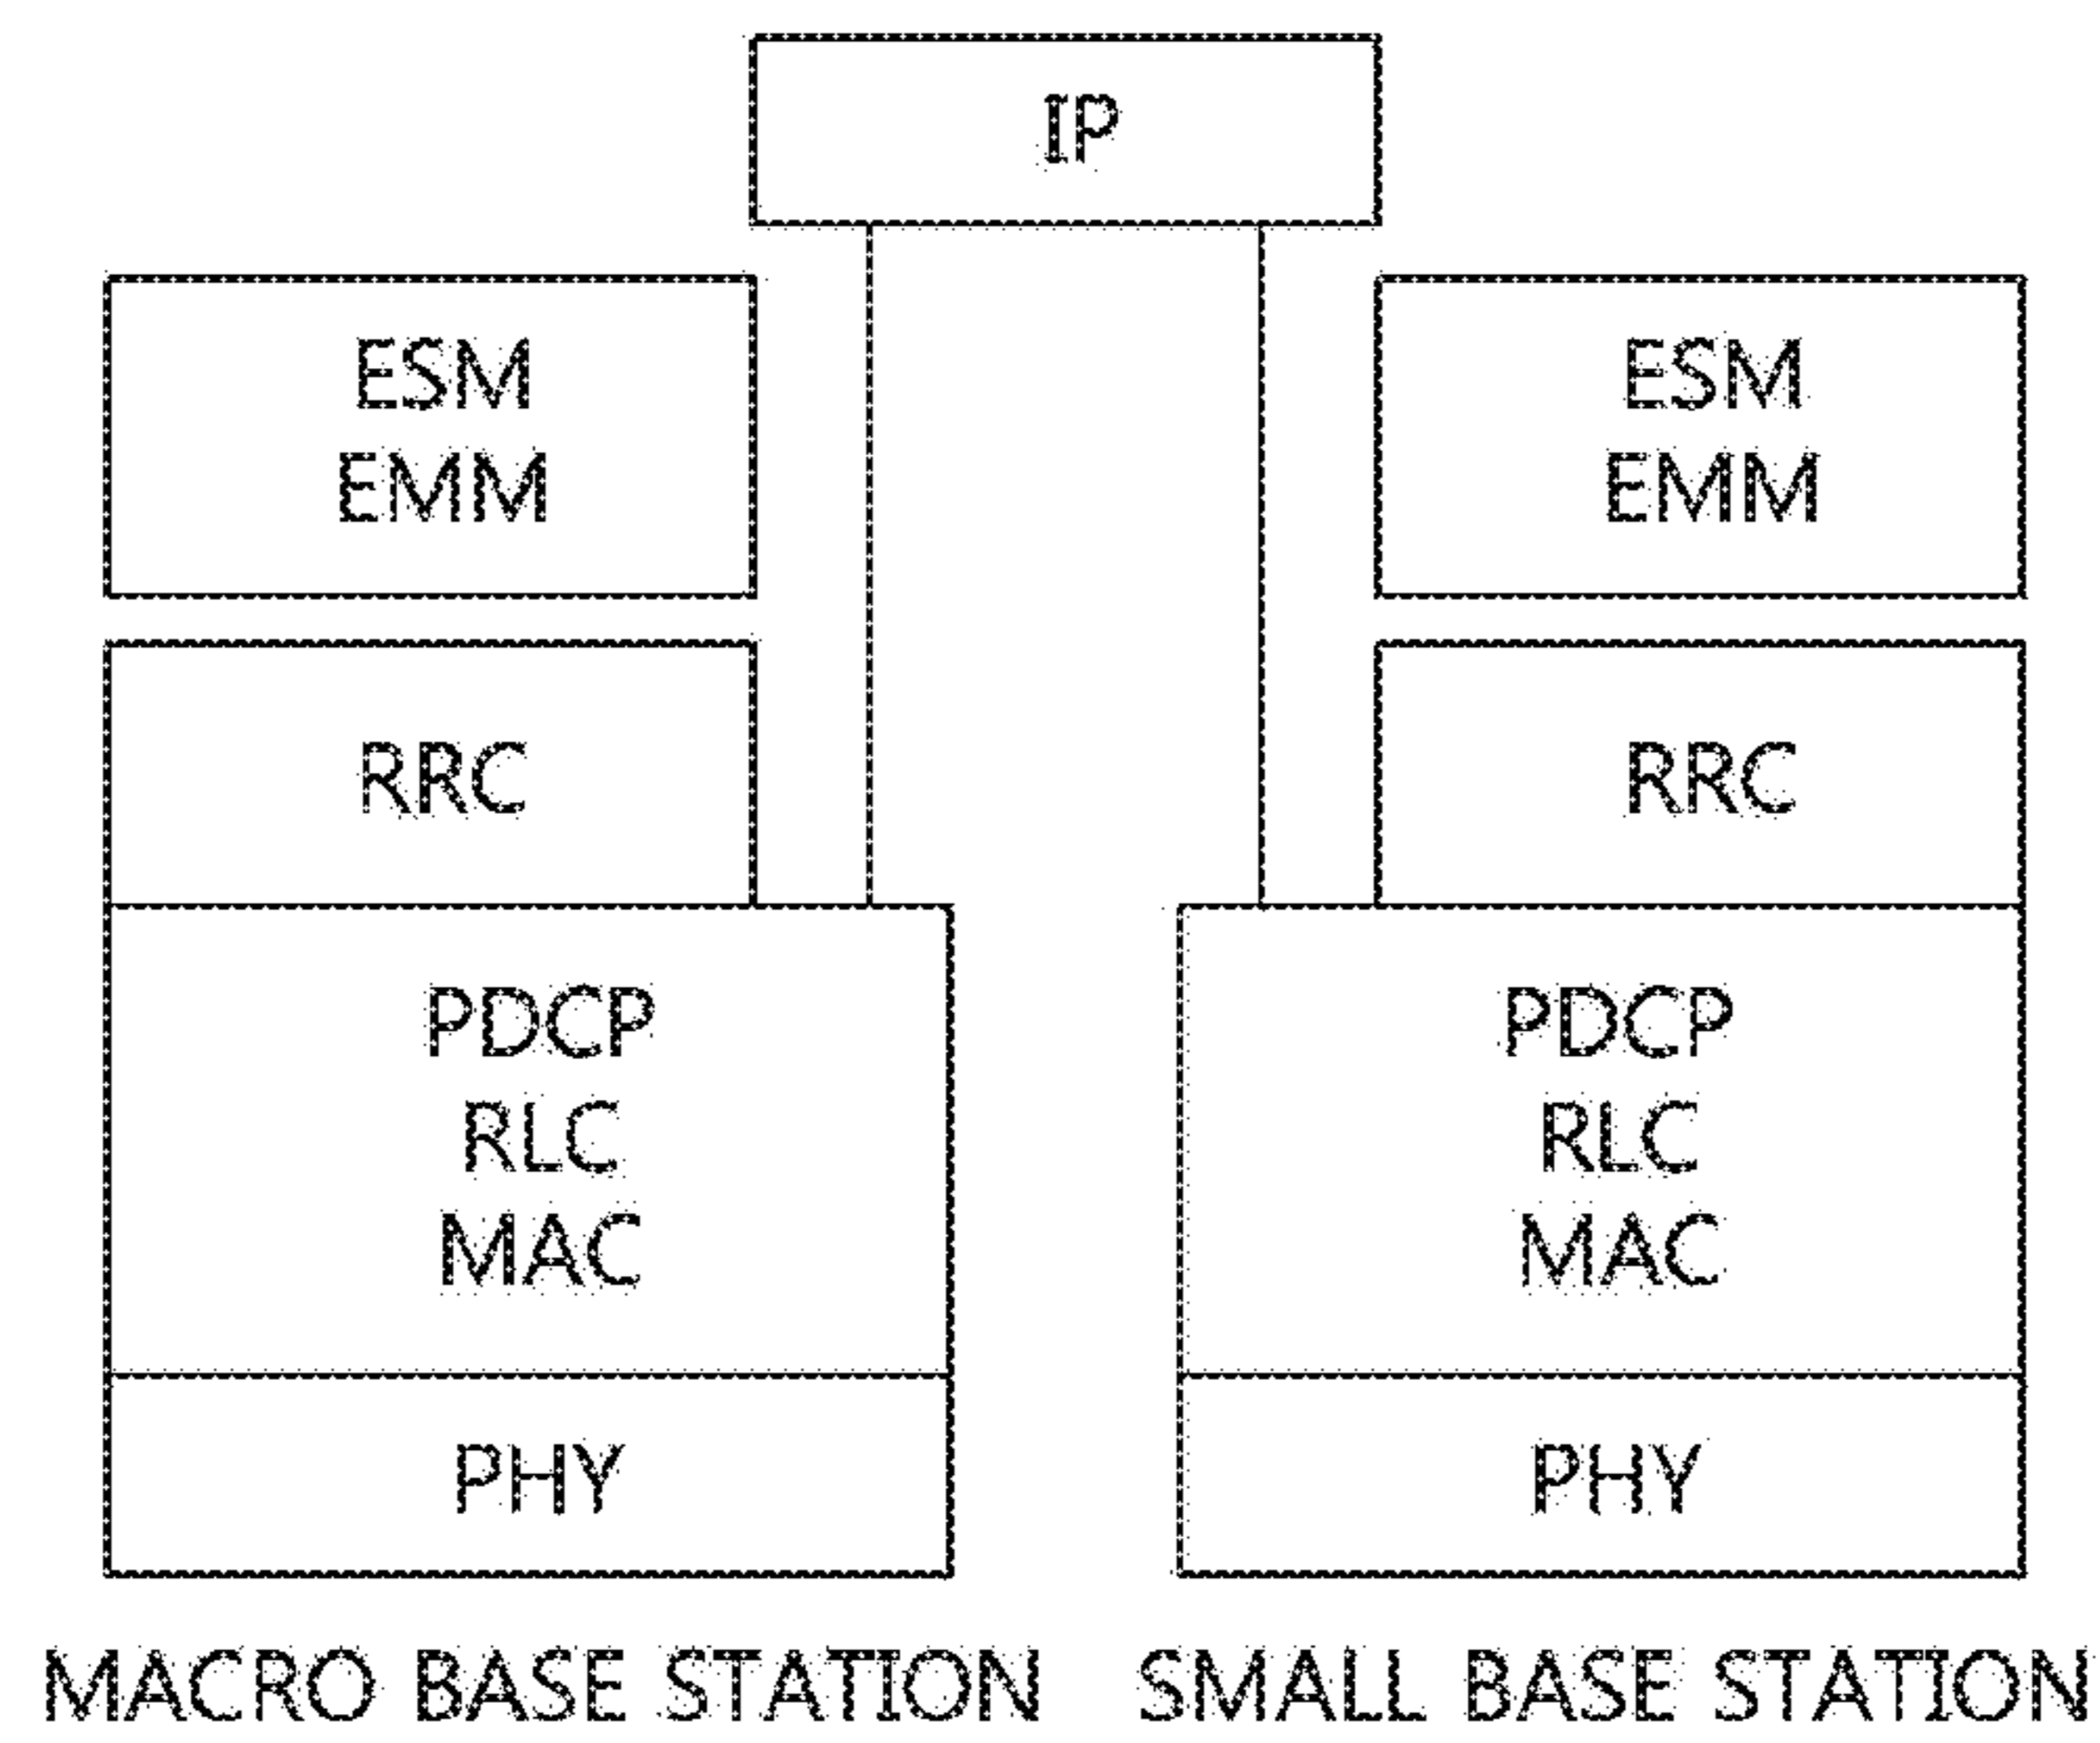 IP
ESM
EMM
ESM
EMM
RRC
RRC
PDCP
RLC
MAC
PDCP
RLC
MAC
PHY
PHY
MACRO BASE STATION
SMALL BASE STATION